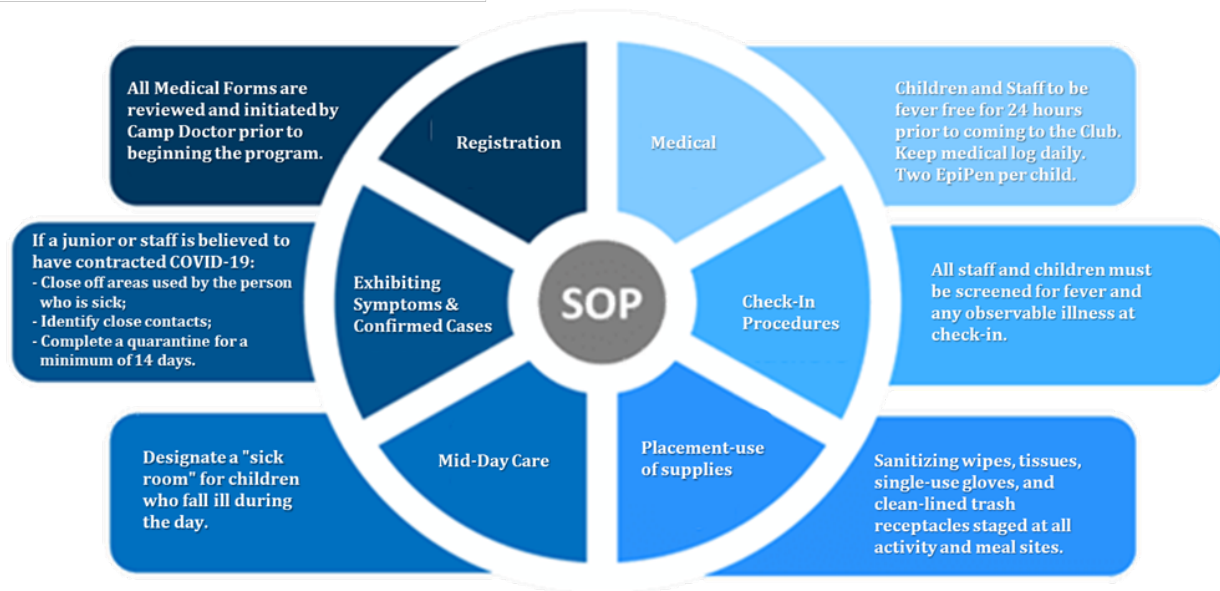 All Medical Forms are
reviewed and initiated by
Camp Doctor prior to
beginning the program.
Registration
Medical
Children and Staff to be
fever free for 24 hours
prior to coming to the Club.
Keep medical log daily.
Two EpiPen per child.
If a junior or staff is believed to
have contracted COVID-19:
- Close off areas used by the person
who is sick;
- Identify close contacts;
- Complete a quarantine for a
minimum of 14 days.
Exhibiting
Symptoms &
Confirmed Cases
SOP
Check-In
Procedures
All staff and children must
be screened for fever and
any observable illness at
check-in.
Designate a "sick
room" for children
who fall ill during
the day.
Mid-Day Care
Placement-use
of supplies
Sanitizing wipes, tissues,
single-use gloves, and
clean-lined trash
receptacles staged at all
activity and meal sites.